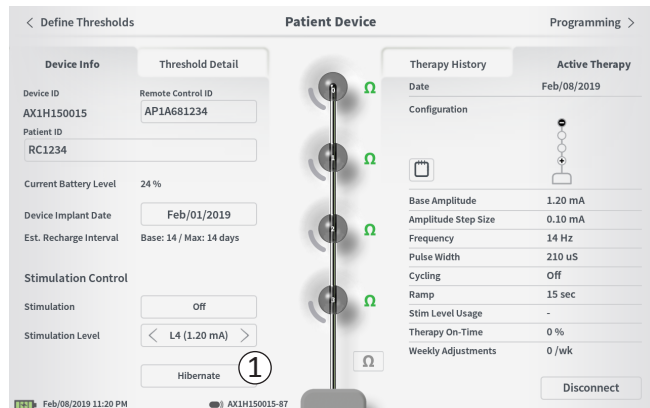 < Define Thresholds
Patient Device
Programming >
Device Info
Threshold Detail
Device ID
Remote Control ID
AX1H150015
AP1A681234
Patient ID
RC1234
Current Battery Level 24 %
Device Implant Date Feb/01/2019
Est. Recharge Interval Base: 14 / Max: 14 days
Stimulation Control
Stimulation Off
Stimulation Level < L4 (1.20 mA) >
Hibernate 1
Feb/08/2019 11:20 PM AX1H150015-87
0 Ω
1 Ω
2 Ω
3 Ω
Ω
Therapy History
Active Therapy
Date Feb/08/2019
Configuration
Base Amplitude 1.20 mA
Amplitude Step Size 0.10 mA
Frequency 14 Hz
Pulse Width 210 uS
Cycling Off
Ramp 15 sec
Stim Level Usage -
Therapy On-Time 0 %
Weekly Adjustments 0 /wk
Disconnect